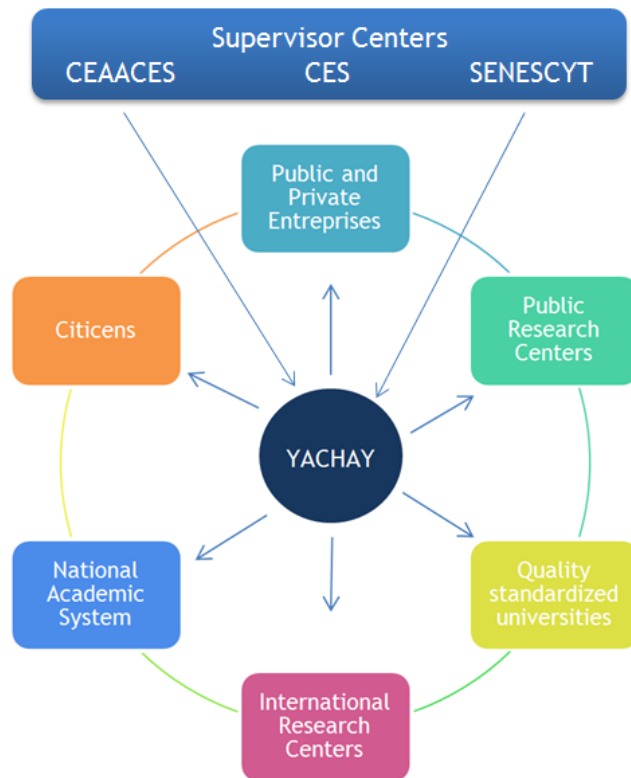 Supervisor Centers
CEAACES CES SENESCYT
Public and
Private
Entreprises
Citicens
Public
Research
Centers
YACHAY
National
Academic
System
Quality
standardized
universities
International
Research
Centers